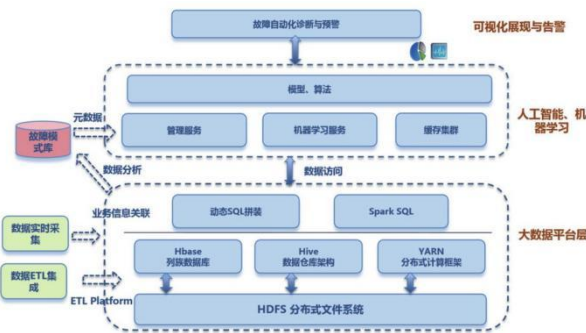 故障自动化诊断与预警
可视化展现与告警
模型、算法
管理服务
机器学习服务
缓存集群
人工智能、机
器学习
元数据
故障模
式库
数据分析
数据访问
业务信息关联
动态SQL拼装
Spark SQL
大数据平台层
数据实时采
集
Hbase
列族数据库
Hive
数据仓库架构
YARN
分布式计算框架
数据ETL集
成
ETL Platform
HDFS 分布式文件系统